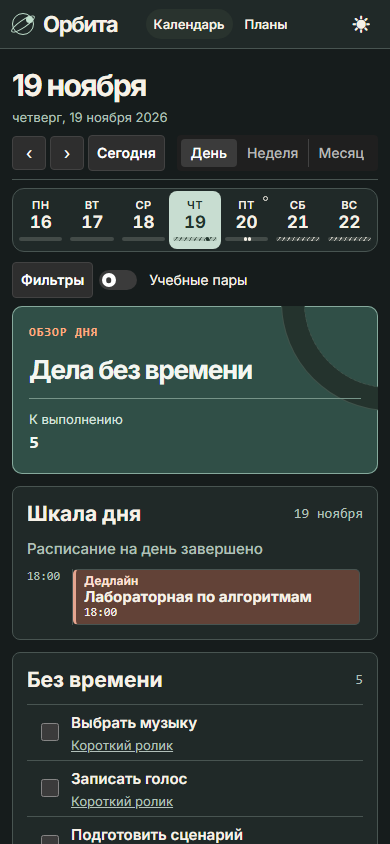 Орбита
Календарь
Планы
19 ноября
четверг, 19 ноября 2026
‹
›
Сегодня
День
Неделя
Месяц
ПН ВТ СР ЧТ ПТ СБ ВС
16 17 18 19 20 21 22
Фильтры
Учебные пары
ОБЗОР ДНЯ
Дела без времени
К выполнению
5
Шкала дня
19 ноября
Расписание на день завершено
18:00
Дедлайн
Лабораторная по алгоритмам
18:00
Без времени
5
Выбрать музыку
Короткий ролик
Записать голос
Короткий ролик
Подготовить сценарий